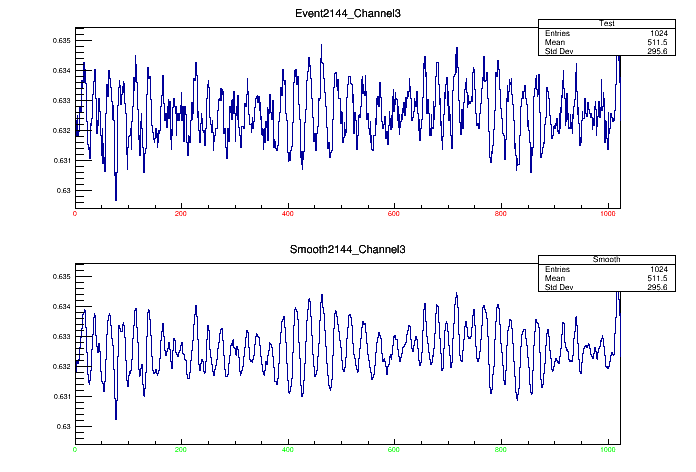 Event2144_Channel3
Test
Entries 1024
Mean 511.5
Std Dev 295.6
0.635
0.634
0.633
0.632
0.631
0.63
0 200 400 600 800 1000
Smooth2144_Channel3
Smooth
Entries 1024
Mean 511.5
Std Dev 295.6
0.635
0.634
0.633
0.632
0.631
0.63
0 200 400 600 800 1000